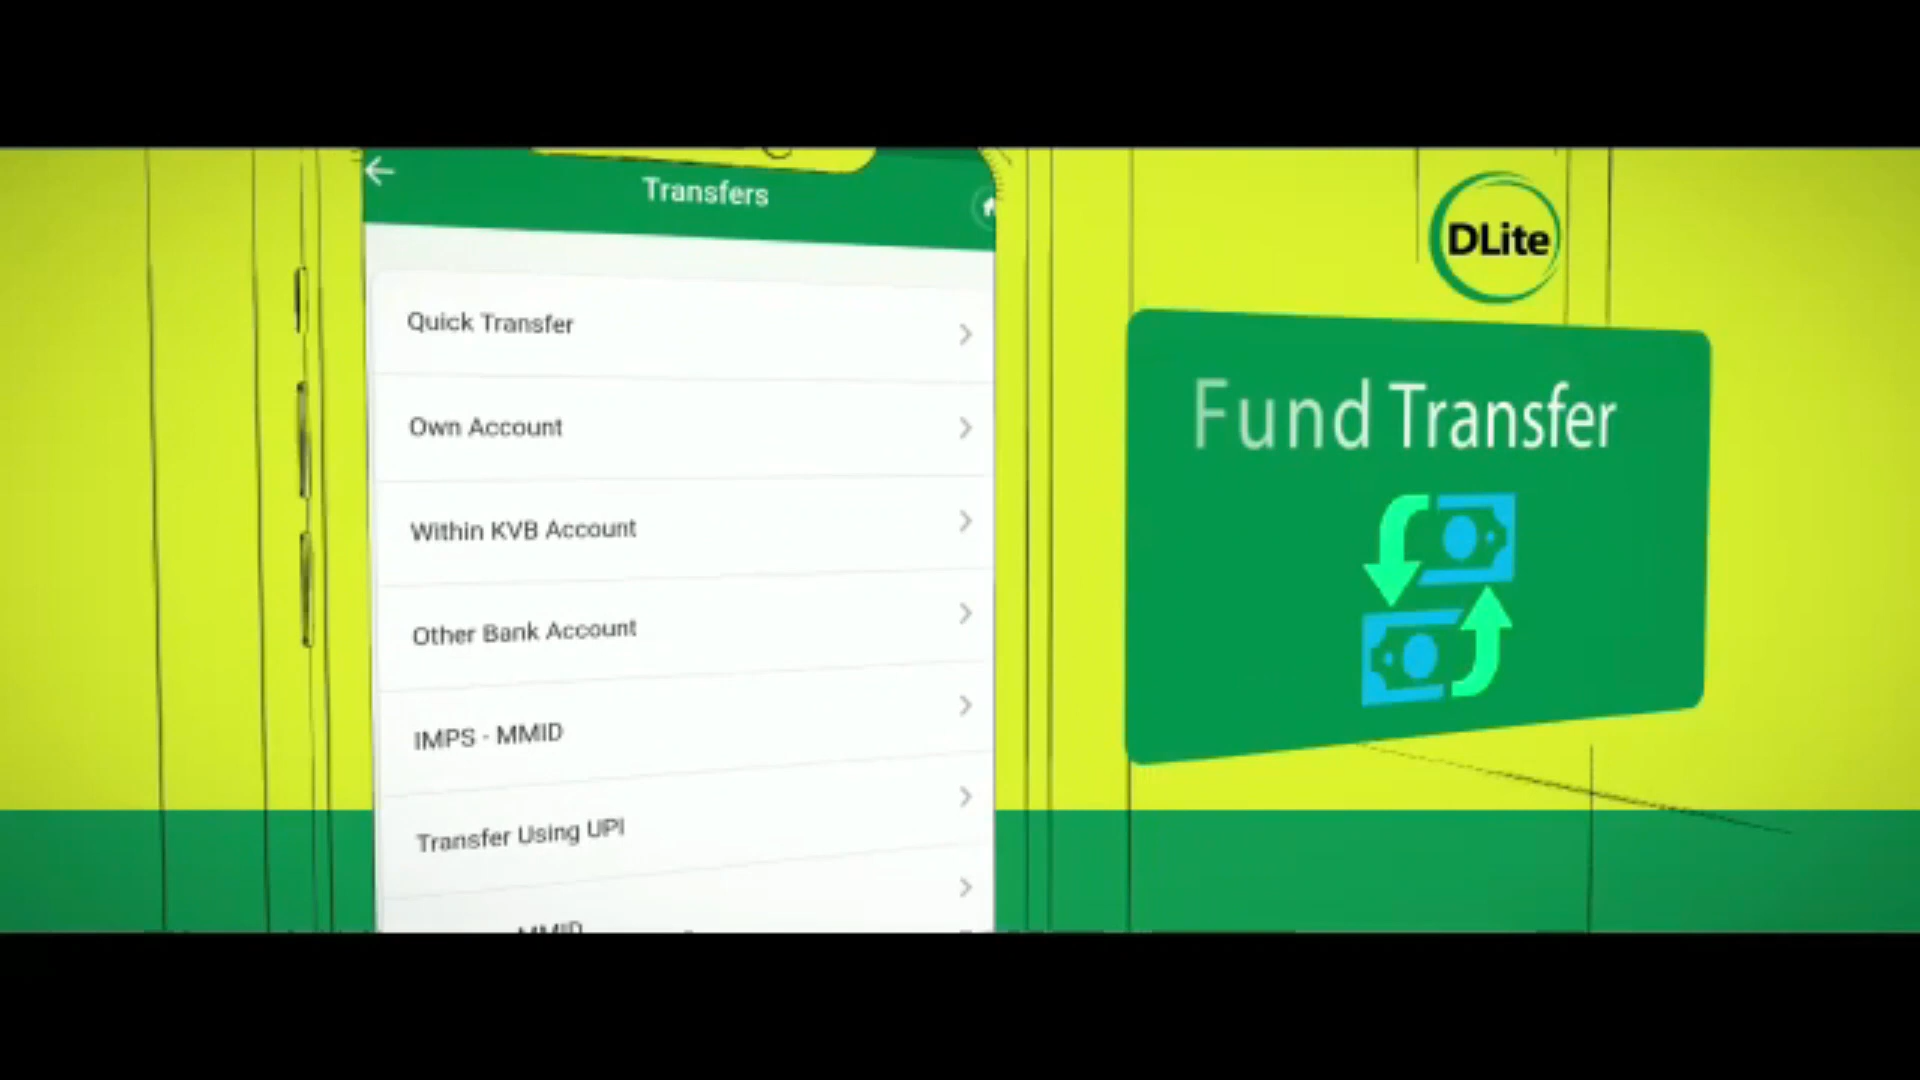 Transfers
Quick Transfer
Own Account
Within KVB Account
Other Bank Account
IMPS - MMID
Transfer Using UPI
MMID
DLite
Fund Transfer